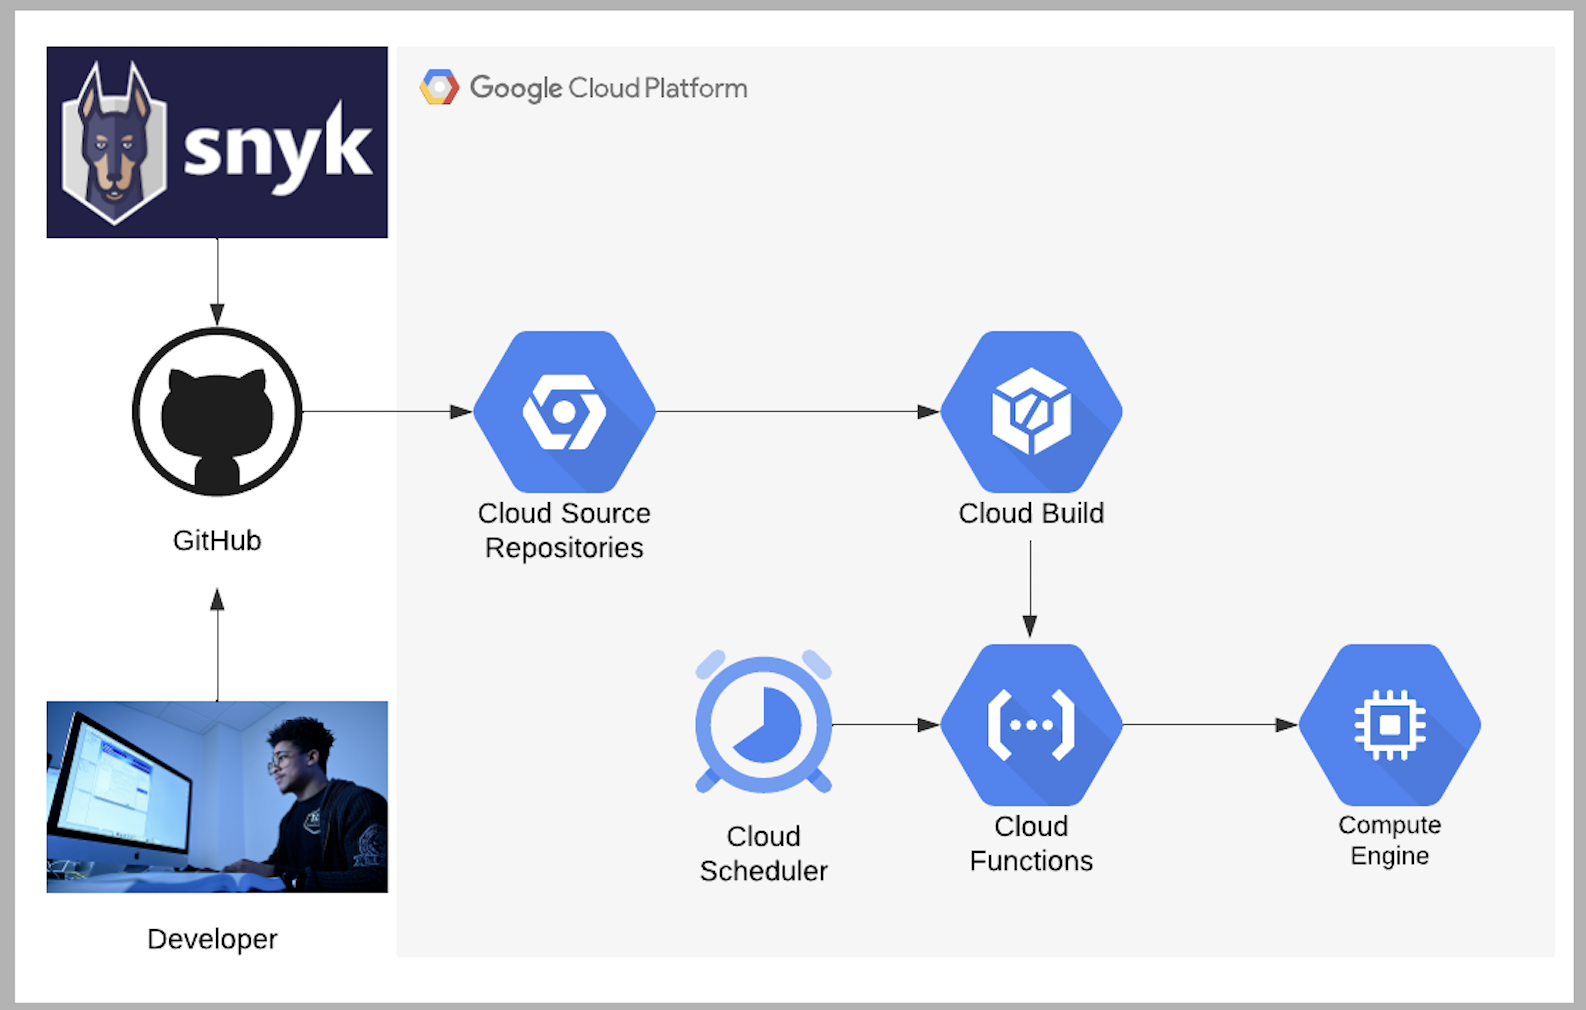 snyk
Google Cloud Platform
GitHub
Cloud Source
Repositories
Cloud Build
Cloud
Scheduler
Cloud
Functions
Compute
Engine
Developer